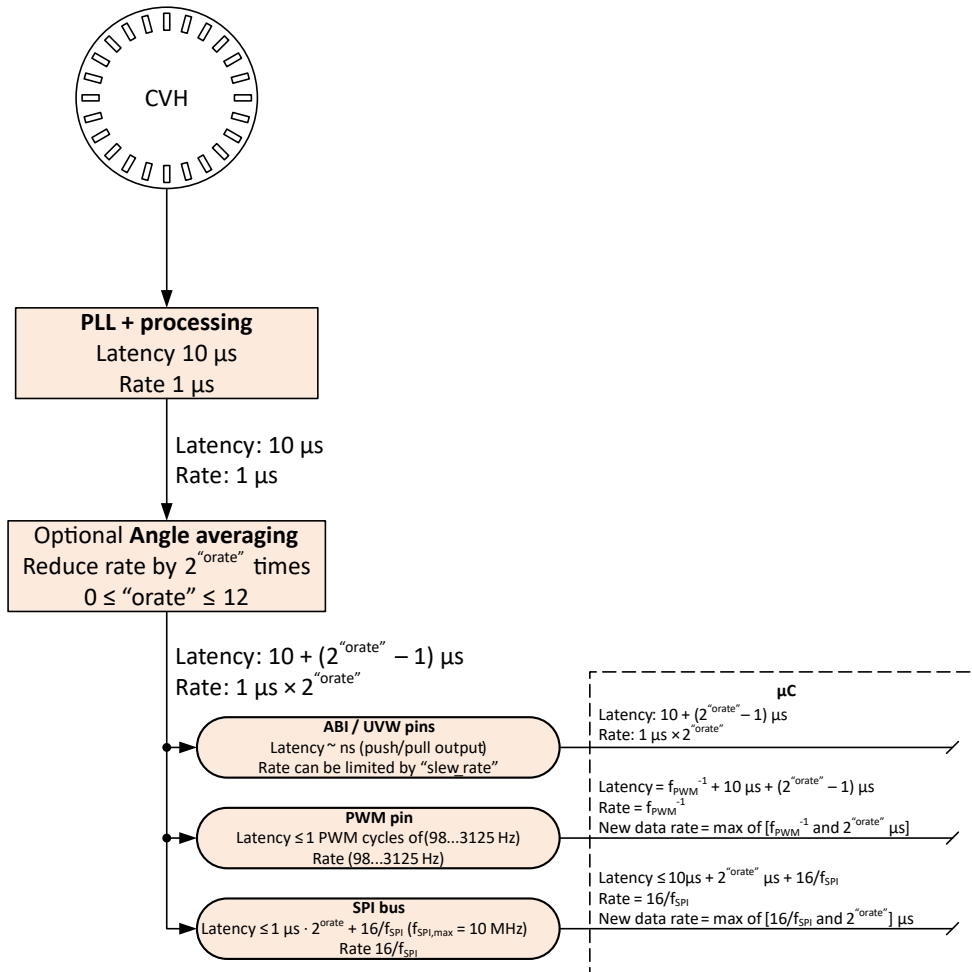 CVH
PLL + processing
Latency 10 µs
Rate 1 µs
Latency: 10 µs
Rate: 1 µs
Optional Angle averaging
Reduce rate by 2^“orate” times
0 ≤ “orate” ≤ 12
Latency: 10 + (2^“orate” – 1) µs
Rate: 1 µs × 2^“orate”
ABI / UVW pins
Latency ~ ns (push/pull output)
Rate can be limited by “slew_rate”
PWM pin
Latency ≤ 1 PWM cycles of (98...3125 Hz)
Rate (98...3125 Hz)
SPI bus
Latency ≤ 1 µs · 2^orate + 16/f_SPI (f_SPI,max = 10 MHz)
Rate 16/f_SPI
µC
Latency: 10 + (2^“orate” – 1) µs
Rate: 1 µs × 2^“orate”
Latency = f_PWM^-1 + 10 µs + (2^“orate” – 1) µs
Rate = f_PWM^-1
New data rate = max of [f_PWM^-1 and 2^“orate” µs]
Latency ≤ 10µs + 2^“orate” µs + 16/f_SPI
Rate = 16/f_SPI
New data rate = max of [16/f_SPI and 2^“orate”] µs